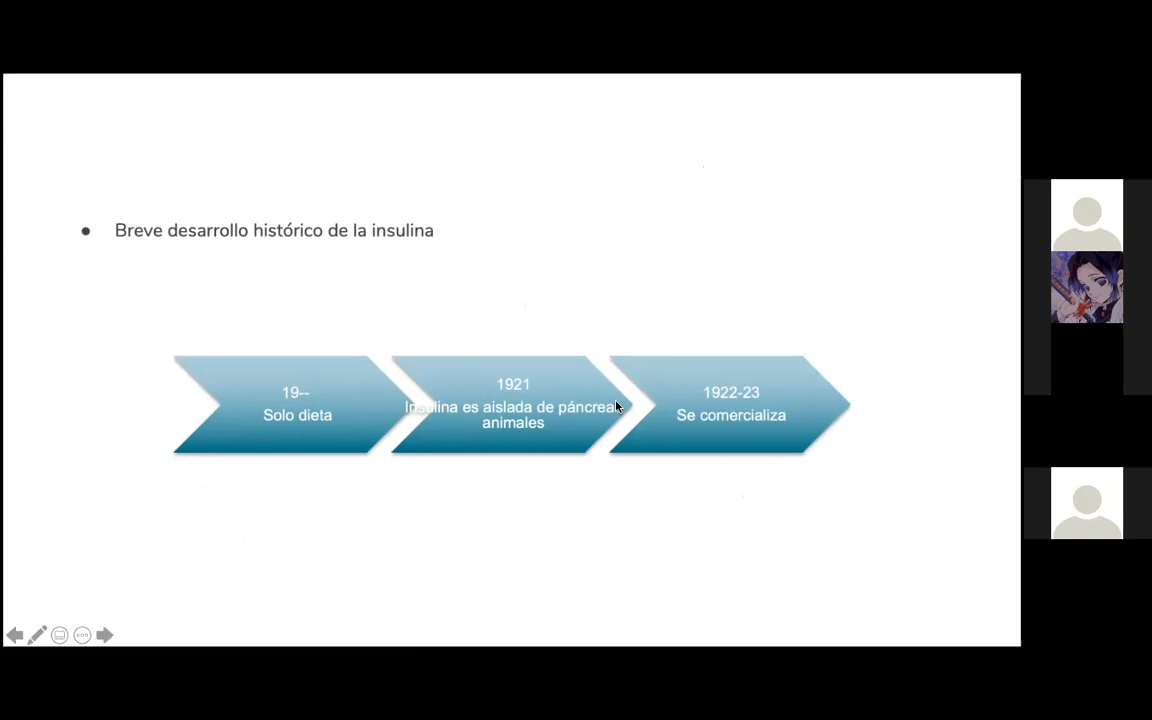 Breve desarrollo histórico de la insulina
19--
Solo dieta
1921
Insulina es aislada de páncreas
animales
1922-23
Se comercializa